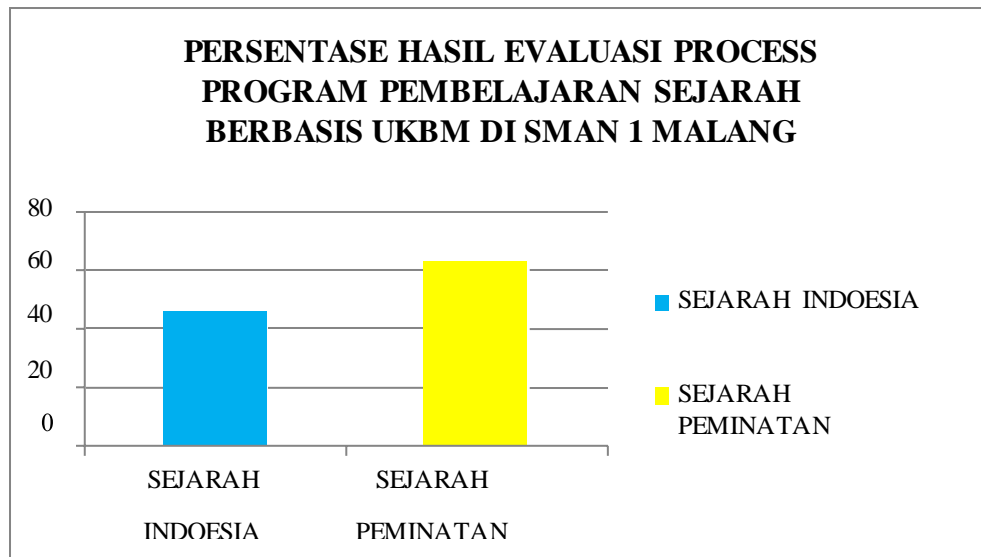 PERSENTASE HASIL EVALUASI PROCESS
PROGRAM PEMBELAJARAN SEJARAH
BERBASIS UKBM DI SMAN 1 MALANG
80
60
40
20
0
SEJARAH INDOESIA
SEJARAH
PEMINATAN
SEJARAH
INDOESIA
SEJARAH
PEMINATAN